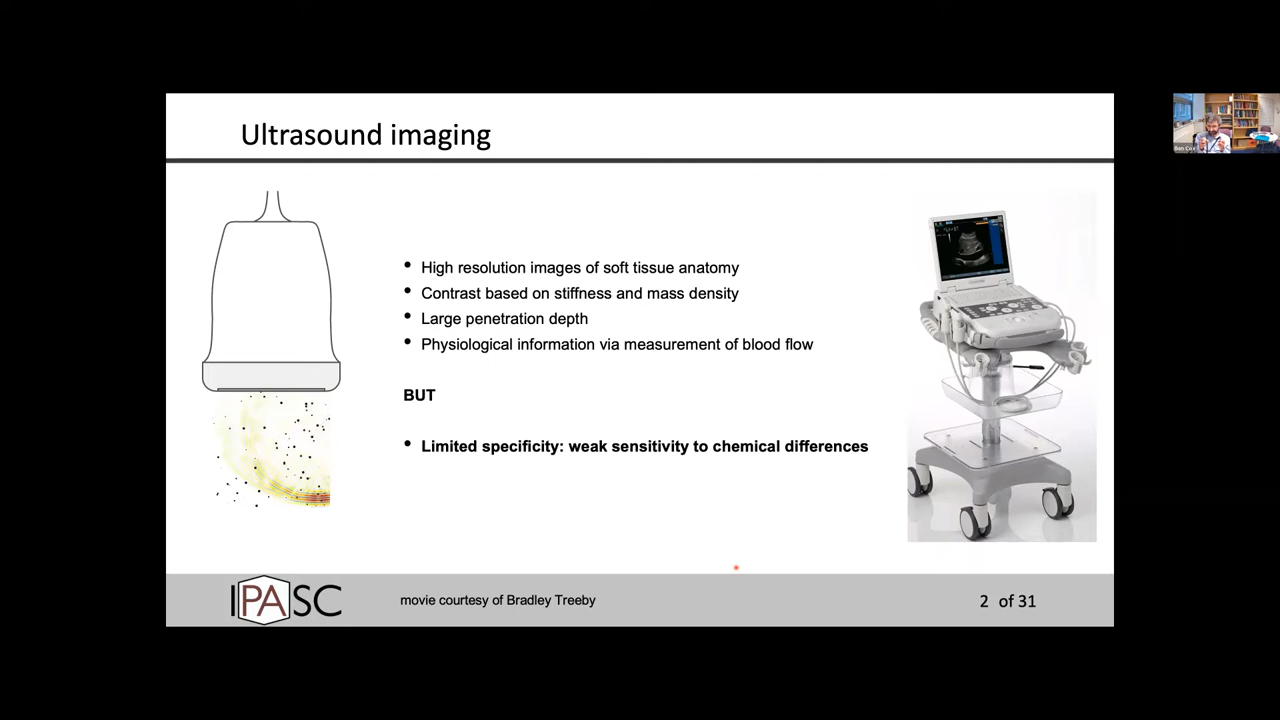 Ultrasound imaging
• High resolution images of soft tissue anatomy
• Contrast based on stiffness and mass density
• Large penetration depth
• Physiological information via measurement of blood flow
BUT
• Limited specificity: weak sensitivity to chemical differences
IPASC
movie courtesy of Bradley Treeby
2 of 31
Ben Cox